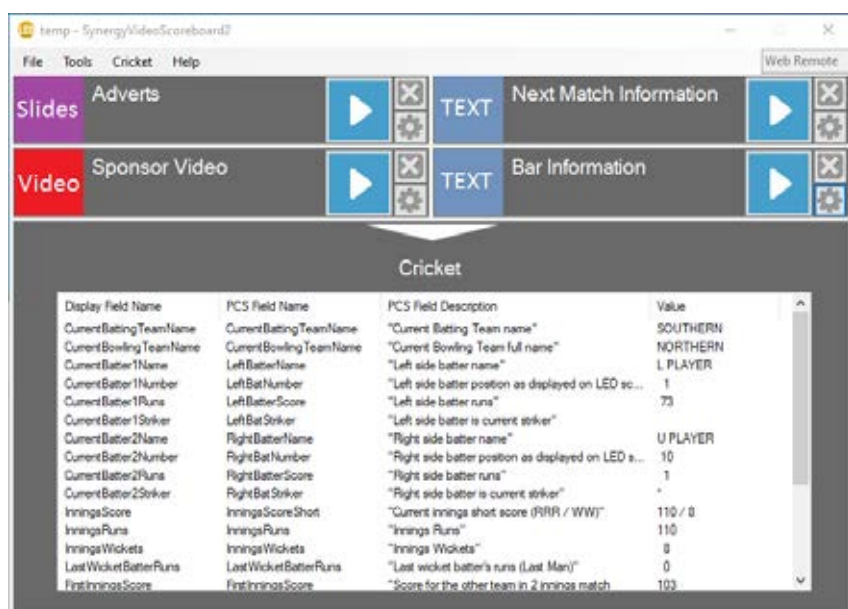 temp - SynergyVideoScoreboard2
File Tools Cricket Help Web Remote
Slides Adverts TEXT Next Match Information
Video Sponsor Video TEXT Bar Information
Cricket
Display Field Name PCS Field Name PCS Field Description Value
CurrentBattingTeamName CurrentBattingTeamName "Current Batting Team name" SOUTHERN
CurrentBowlingTeamName CurrentBowlingTeamName "Current Bowling Team full name" NORTHERN
CurrentBatter1Name LeftBatterName "Left side batter name" L PLAYER
CurrentBatter1Number LeftBatNumber "Left side batter position as displayed on LED sc... 1
CurrentBatter1Runs LeftBatterScore "Left side batter runs" 73
CurrentBatter1Striker LeftBatStriker "Left side batter is current striker"
CurrentBatter2Name RightBatterName "Right side batter name" U PLAYER
CurrentBatter2Number RightBatNumber "Right side batter position as displayed on LED s... 10
CurrentBatter2Runs RightBatterScore "Right side batter runs" 1
CurrentBatter2Striker RightBatStriker "Right side batter is current striker" *
InningsScore InningsScoreShort "Current innings short score (RRR / WW)" 110 / 8
InningsRuns InningsRuns "Innings Runs" 110
InningsWickets InningsWickets "Innings Wickets" 8
LastWicketBatterRuns LastWicketBatterRuns "Last wicket batter's runs (Last Man)" 0
FirstInningsScore FirstInningsScore "Score for the other team in 2 innings match 103